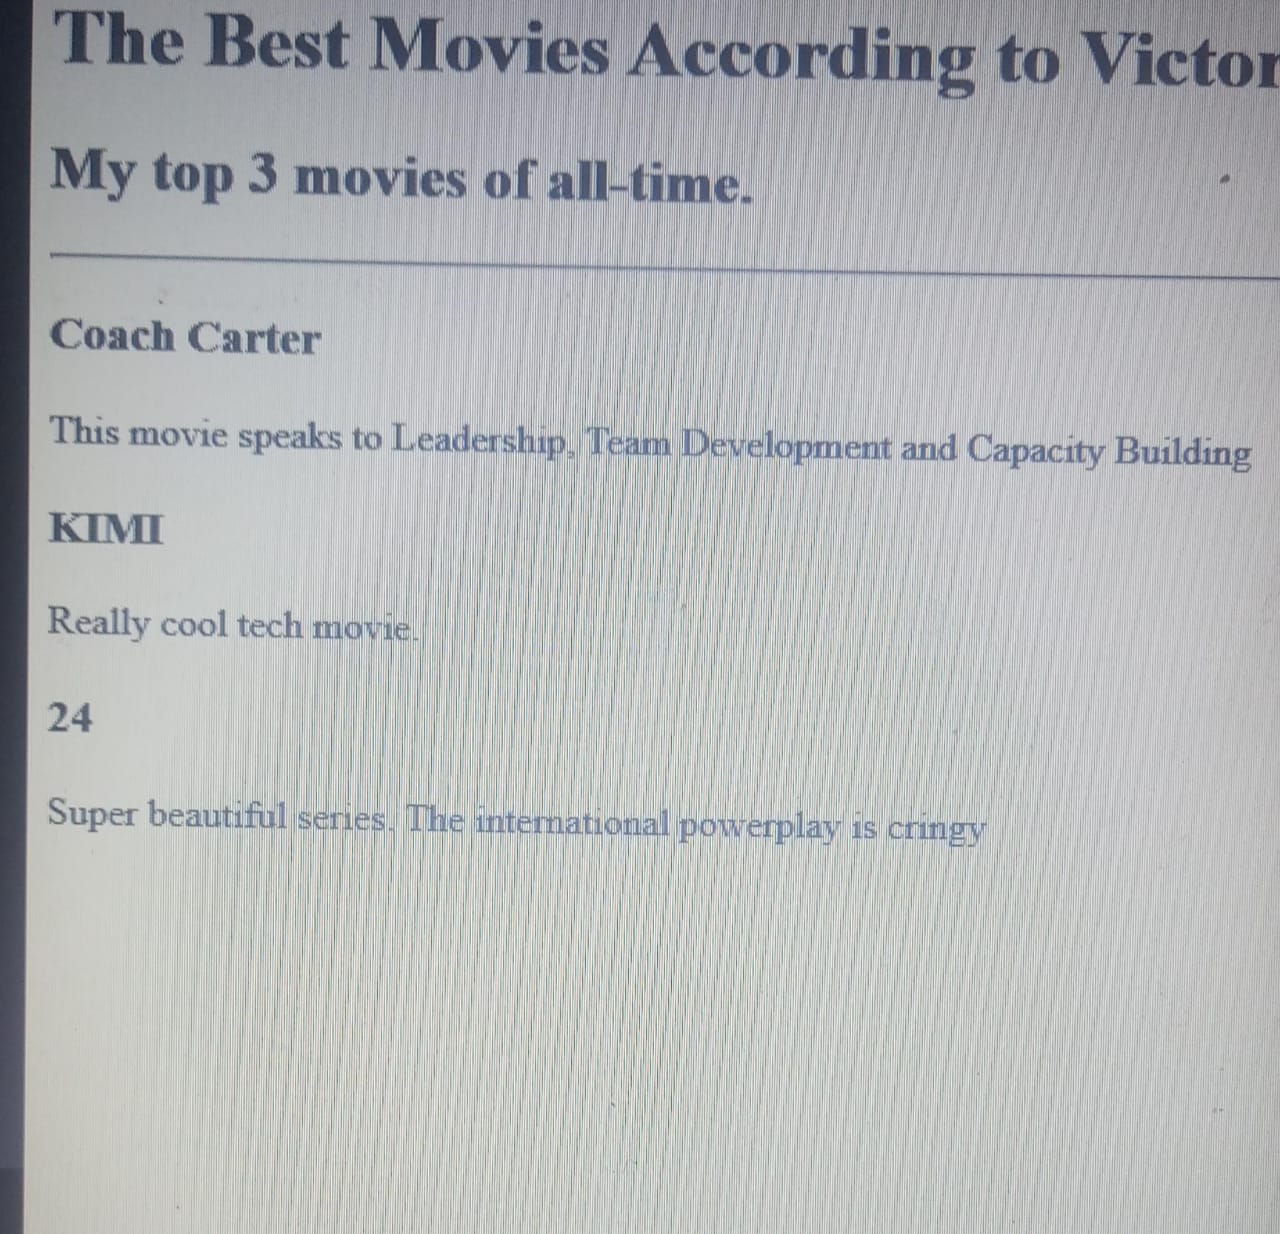 The Best Movies According to Victor
My top 3 movies of all-time.
Coach Carter
This movie speaks to Leadership, Team Development and Capacity Building
KIMI
Really cool tech movie.
24
Super beautiful series. The international powerplay is cringy